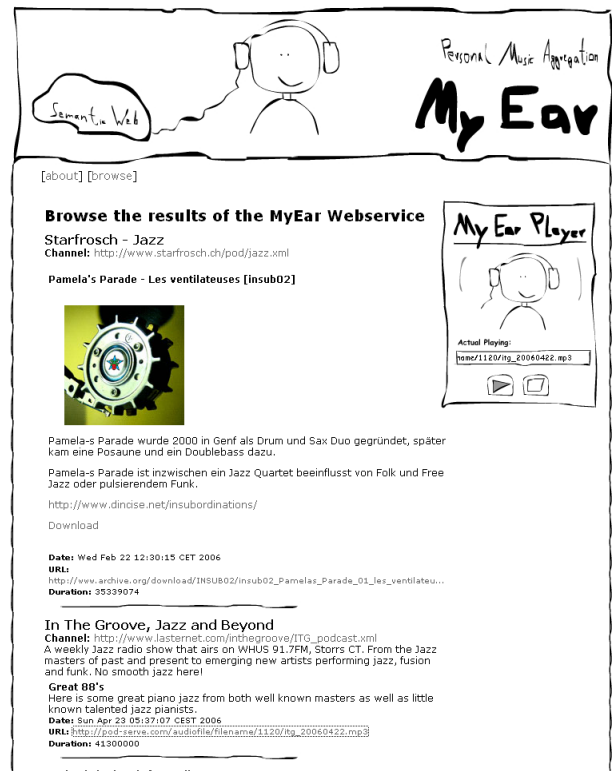 Personal Music Aggregation
Semantic Web
My Ear
[about] [browse]
Browse the results of the MyEar Webservice
Starfrosch - Jazz
Channel: http://www.starfrosch.ch/pod/jazz.xml
Pamela's Parade - Les ventilateuses [insub02]
My Ear Player
Actual Playing:
name/1120/itg_20060422.mp3
Pamela-s Parade wurde 2000 in Genf als Drum und Sax Duo gegründet, später
kam eine Posaune und ein Doublebass dazu.
Pamela-s Parade ist inzwischen ein Jazz Quartet beeinflusst von Folk und Free
Jazz oder pulsierendem Funk.
http://www.dincise.net/insubordinations/
Download
Date: Wed Feb 22 12:30:15 CET 2006
URL:
http://www.archive.org/download/INSUB02/insub02_Pamelas_Parade_01_les_ventilateu...
Duration: 35339074
In The Groove, Jazz and Beyond
Channel: http://www.lasternet.com/inthegroove/ITG_podcast.xml
A weekly Jazz radio show that airs on WHUS 91.7FM, Storrs CT. From the Jazz
masters of past and present to emerging new artists performing jazz, fusion
and funk. No smooth jazz here!
Great 88's
Here is some great piano jazz from both well known masters as well as little
known talented jazz pianists.
Date: Sun Apr 23 05:37:07 CEST 2006
URL: http://pod-serve.com/audiofile/filename/1120/itg_20060422.mp3
Duration: 41300000